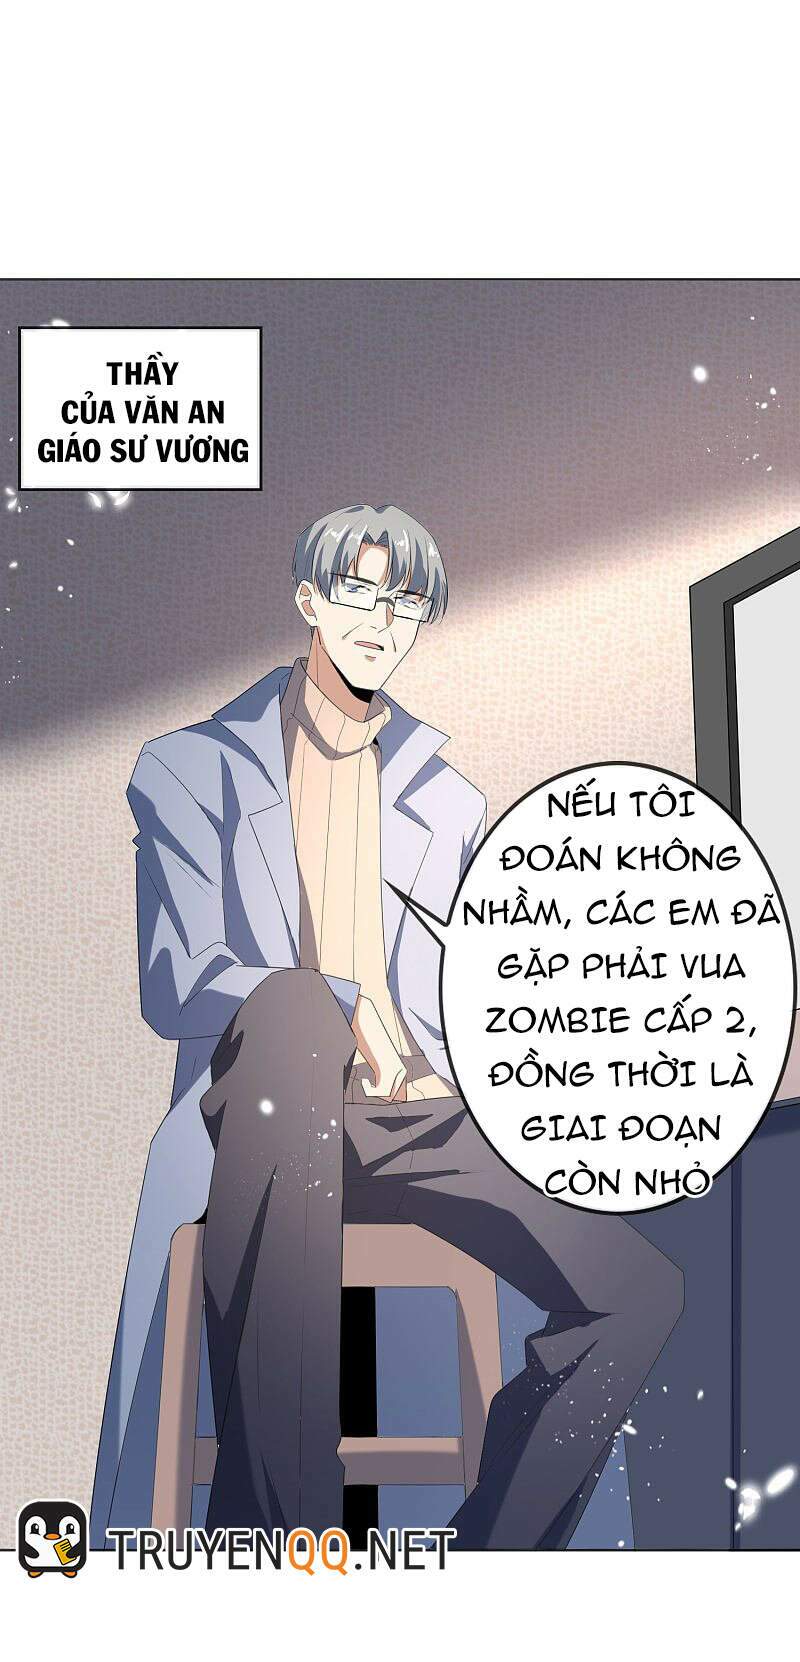 THẦY
CỦA VĂN AN
GIÁO SƯ VƯƠNG
NẾU TÔI
ĐOÁN KHÔNG
NHẦM, CÁC EM ĐÃ
GẶP PHẢI VUA
ZOMBIE CẤP 2,
ĐỒNG THỜI LÀ
GIAI ĐOẠN
CÒN NHỎ
TRUYENQQ.NET